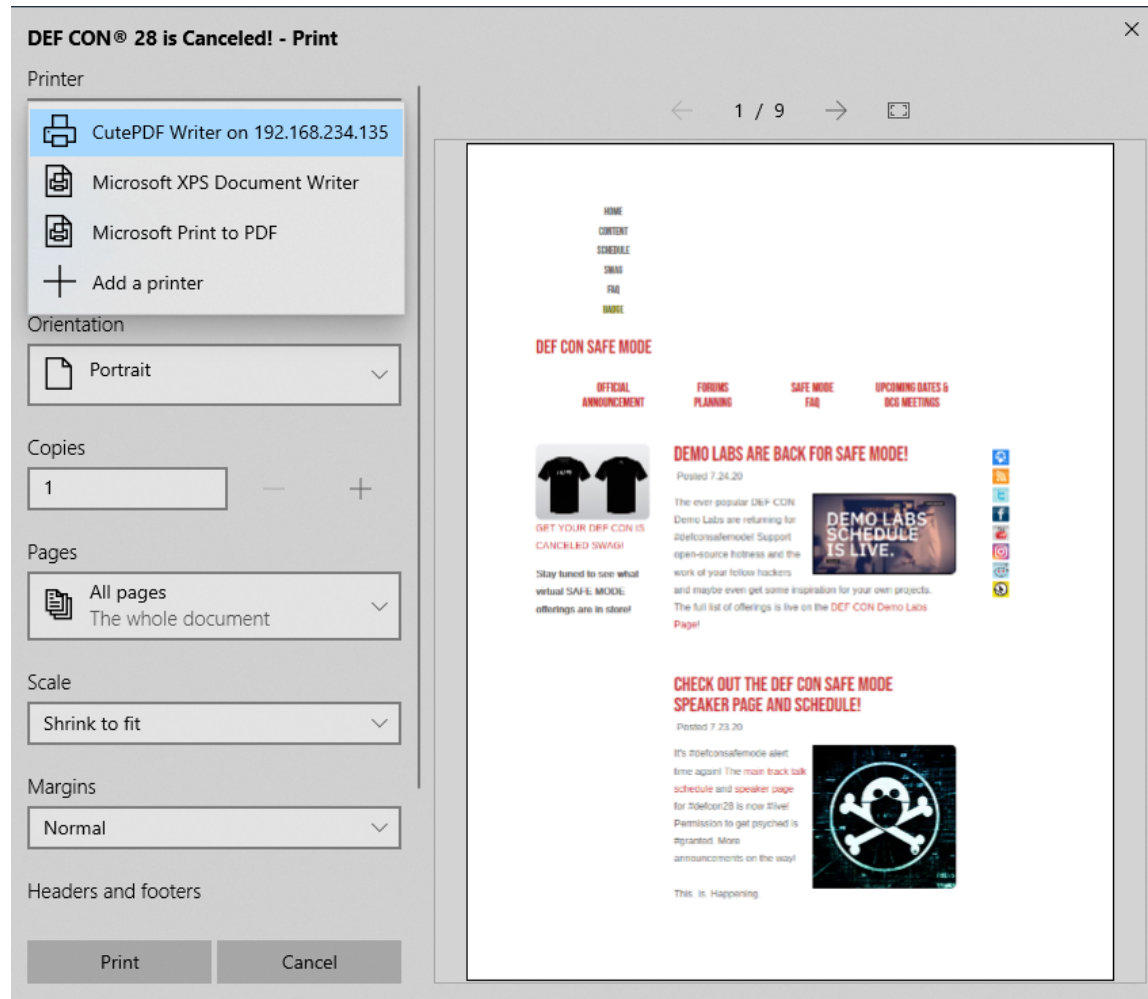 DEF CON® 28 is Canceled! - Print
Printer
CutePDF Writer on 192.168.234.135
Microsoft XPS Document Writer
Microsoft Print to PDF
Add a printer
Orientation
Portrait
Copies
1
Pages
All pages
The whole document
Scale
Shrink to fit
Margins
Normal
Headers and footers
Print
Cancel
1 / 9
HOME
CONTENT
SCHEDULE
SWAG
FAQ
BADGE
DEF CON SAFE MODE
OFFICIAL
ANNOUNCEMENT
FORUMS
PLANNING
SAFE MODE
FAQ
UPCOMING DATES &
DCG MEETINGS
GET YOUR DEF CON IS
CANCELED SWAG!
Stay tuned to see what
virtual SAFE MODE
offerings are in store!
DEMO LABS ARE BACK FOR SAFE MODE!
Posted 7.24.20
The ever popular DEF CON
Demo Labs are returning for
#defconsafemode! Support
open-source hotness and the
work of your fellow hackers
and maybe even get some inspiration for your own projects.
The full list of offerings is live on the DEF CON Demo Labs
Page!
DEMO LABS
SCHEDULE
IS LIVE.
CHECK OUT THE DEF CON SAFE MODE
SPEAKER PAGE AND SCHEDULE!
Posted 7.23.20
It's #defconsafemode alert
time again! The main track talk
schedule and speaker page
for #defcon28 is now #live!
Permission to get psyched is
#granted. More
announcements on the way!
This. Is. Happening.